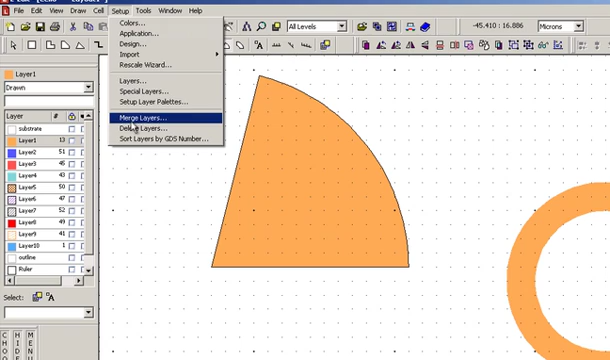 File Edit View Draw Cell Setup Tools Window Help
All Levels
-45.410 : 16.886
Microns
Colors...
Application...
Design...
Import
Rescale Wizard...
Layers...
Special Layers...
Setup Layer Palettes...
Merge Layers...
Delete Layers...
Sort Layers by GDS Number...
Layer1
Drawn
Layer #
substrate
Layer1 13
Layer2 51
Layer3 45
Layer4 43
Layer5 50
Layer6 47
Layer7 52
Layer8 49
Layer9 41
Layer10 1
outline
Ruler
Select:
C H O
H I D E
M E N U